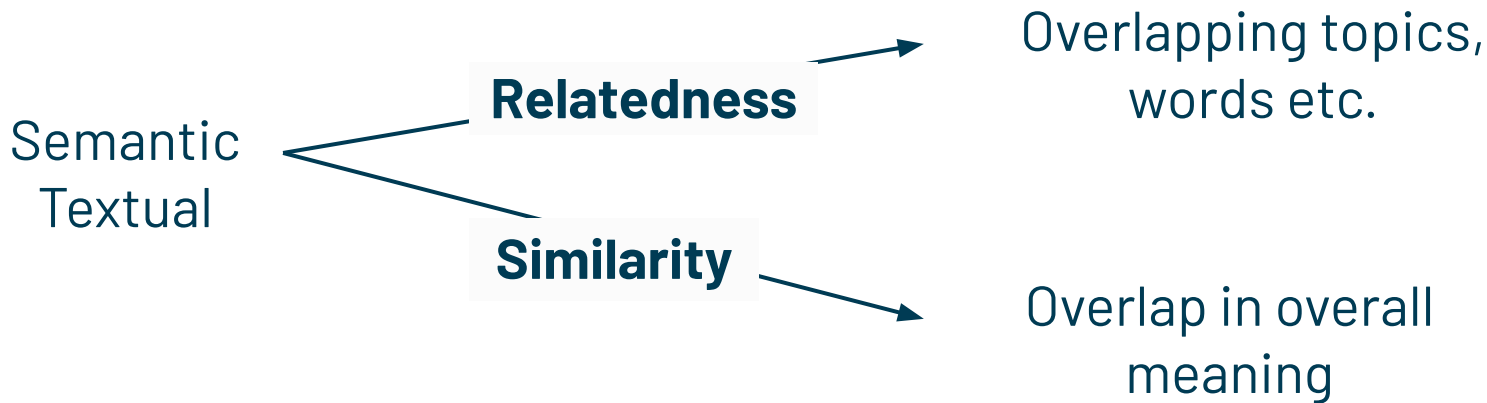 Semantic
Textual
Relatedness
Overlapping topics,
words etc.
Similarity
Overlap in overall
meaning